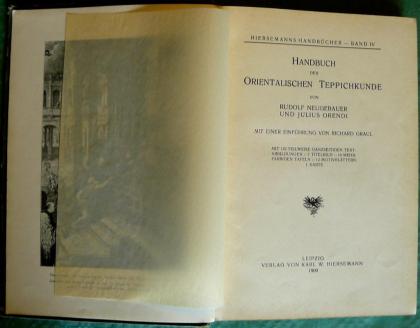 HIERSEMANNS HANDBÜCHER — BAND IV
HANDBUCH
DER
ORIENTALISCHEN TEPPICHKUNDE
VON
RUDOLF NEUGEBAUER
UND JULIUS ORENDI
MIT EINER EINFÜHRUNG VON RICHARD GRAUL
LEIPZIG
VERLAG VON KARL W. HIERSEMANN
1909